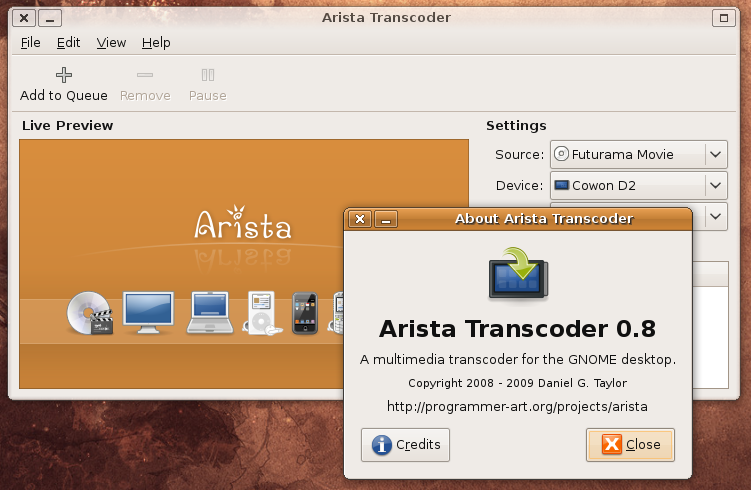 Arista Transcoder
File Edit View Help
Add to Queue Remove Pause
Live Preview
Settings
Source: Futurama Movie
Device: Cowon D2
Arista
About Arista Transcoder
Arista Transcoder 0.8
A multimedia transcoder for the GNOME desktop.
Copyright 2008 - 2009 Daniel G. Taylor
http://programmer-art.org/projects/arista
Credits Close